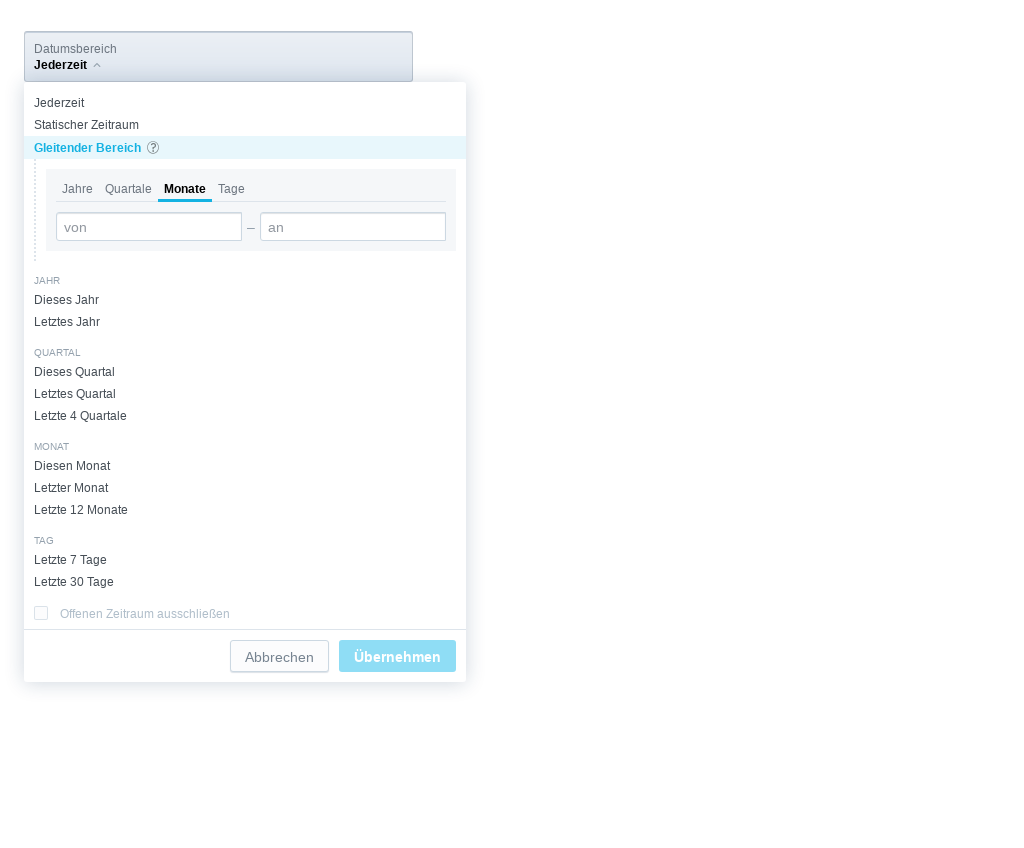 Datumsbereich
Jederzeit
Jederzeit
Statischer Zeitraum
Gleitender Bereich ?
Jahre Quartale Monate Tage
von – an
JAHR
Dieses Jahr
Letztes Jahr
QUARTAL
Dieses Quartal
Letztes Quartal
Letzte 4 Quartale
MONAT
Diesen Monat
Letzter Monat
Letzte 12 Monate
TAG
Letzte 7 Tage
Letzte 30 Tage
Offenen Zeitraum ausschließen
Abbrechen Übernehmen